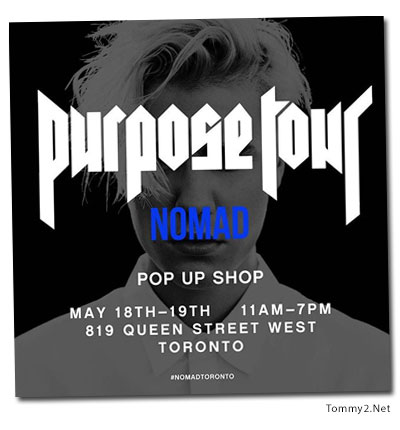 purpose tour
NOMAD
POP UP SHOP
MAY 18TH–19TH 11AM–7PM
819 QUEEN STREET WEST
TORONTO
#NOMADTORONTO
Tommy2.Net